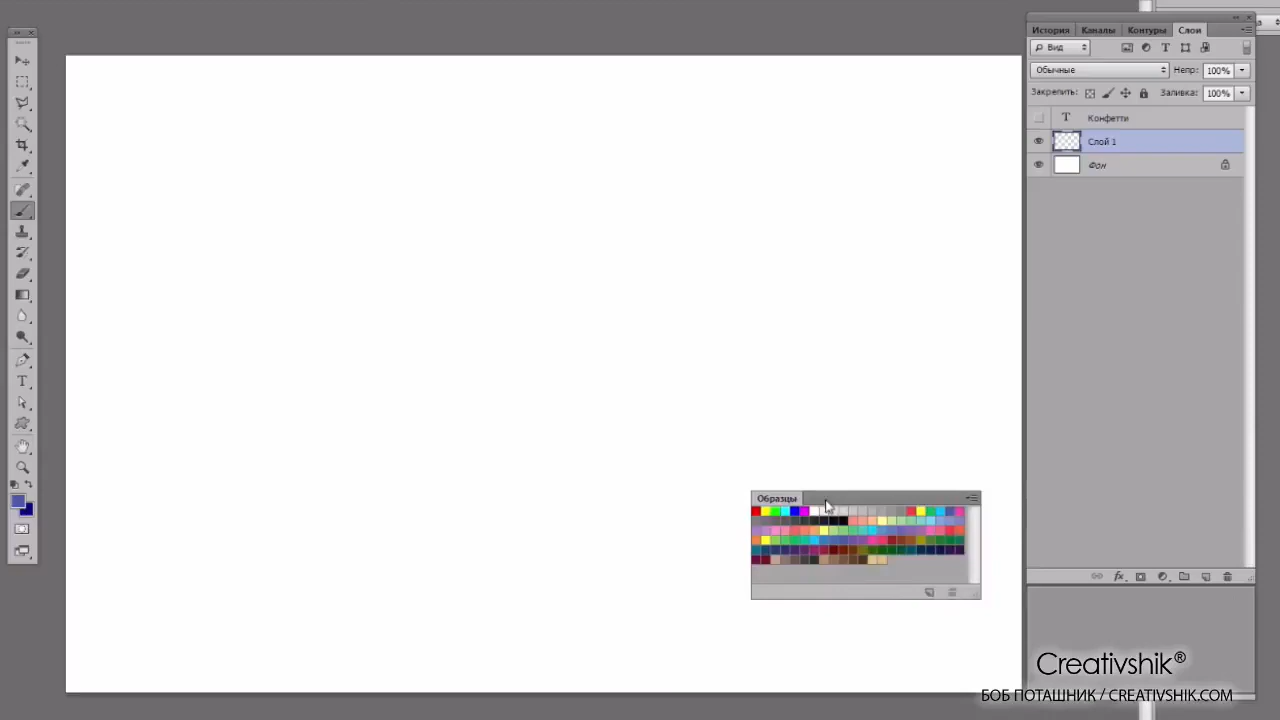 История Каналы Контуры Слои
Вид
Обычные Непр: 100%
Закрепить: Заливка: 100%
T Конфетти
Слой 1
Фон
Образцы
fx
Creativshik®
БОБ ПОТАШНИК / CREATIVSHIK.COM